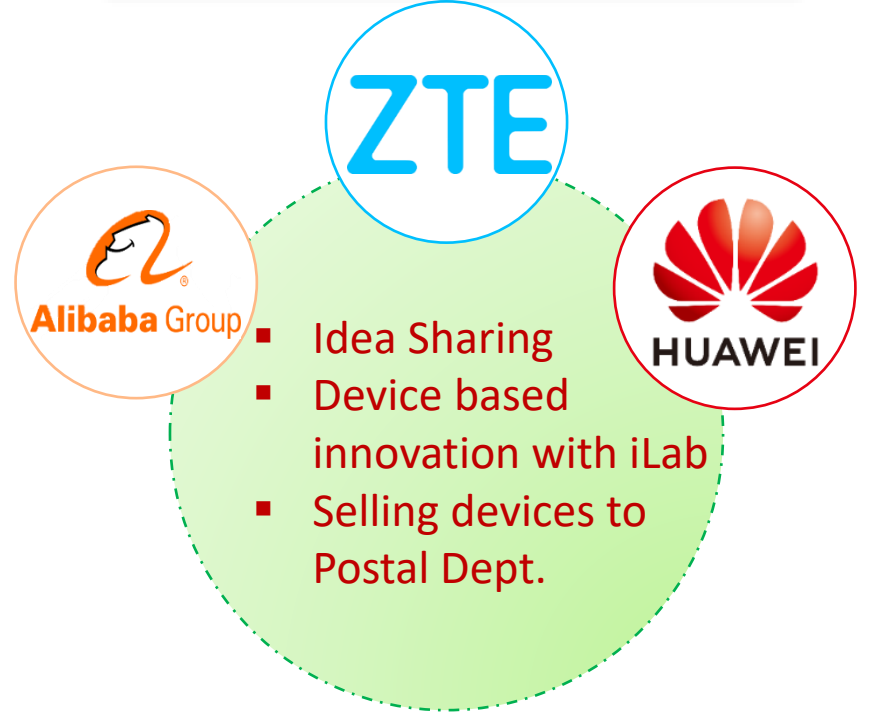 ZTE
Alibaba Group
HUAWEI
▪ Idea Sharing
▪ Device based
innovation with iLab
▪ Selling devices to
Postal Dept.